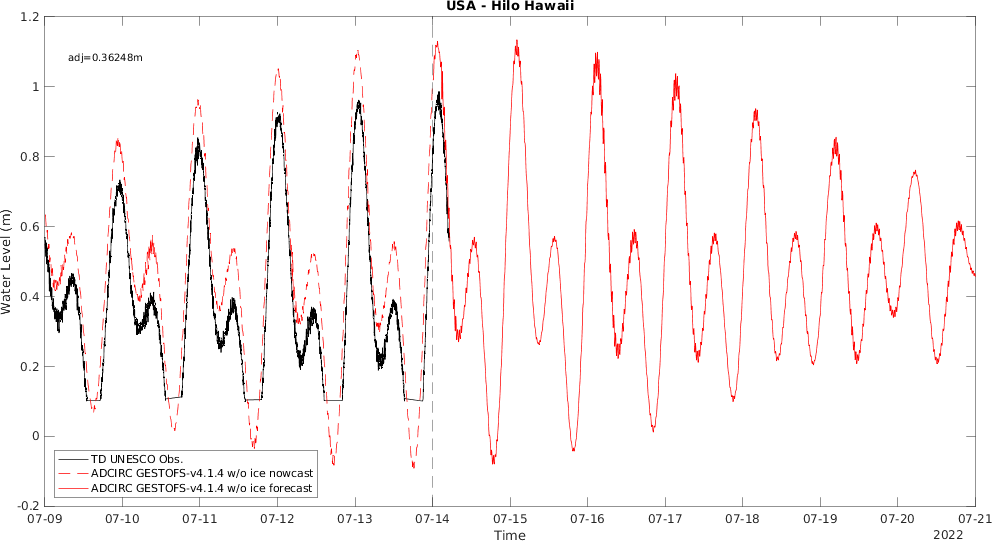 USA - Hilo Hawaii
adj=0.36248m
Water Level (m)
1.2
1
0.8
0.6
0.4
0.2
0
-0.2
TD UNESCO Obs.
ADCIRC GESTOFS-v4.1.4 w/o ice nowcast
ADCIRC GESTOFS-v4.1.4 w/o ice forecast
07-09 07-10 07-11 07-12 07-13 07-14 07-15 07-16 07-17 07-18 07-19 07-20 07-21
Time
2022